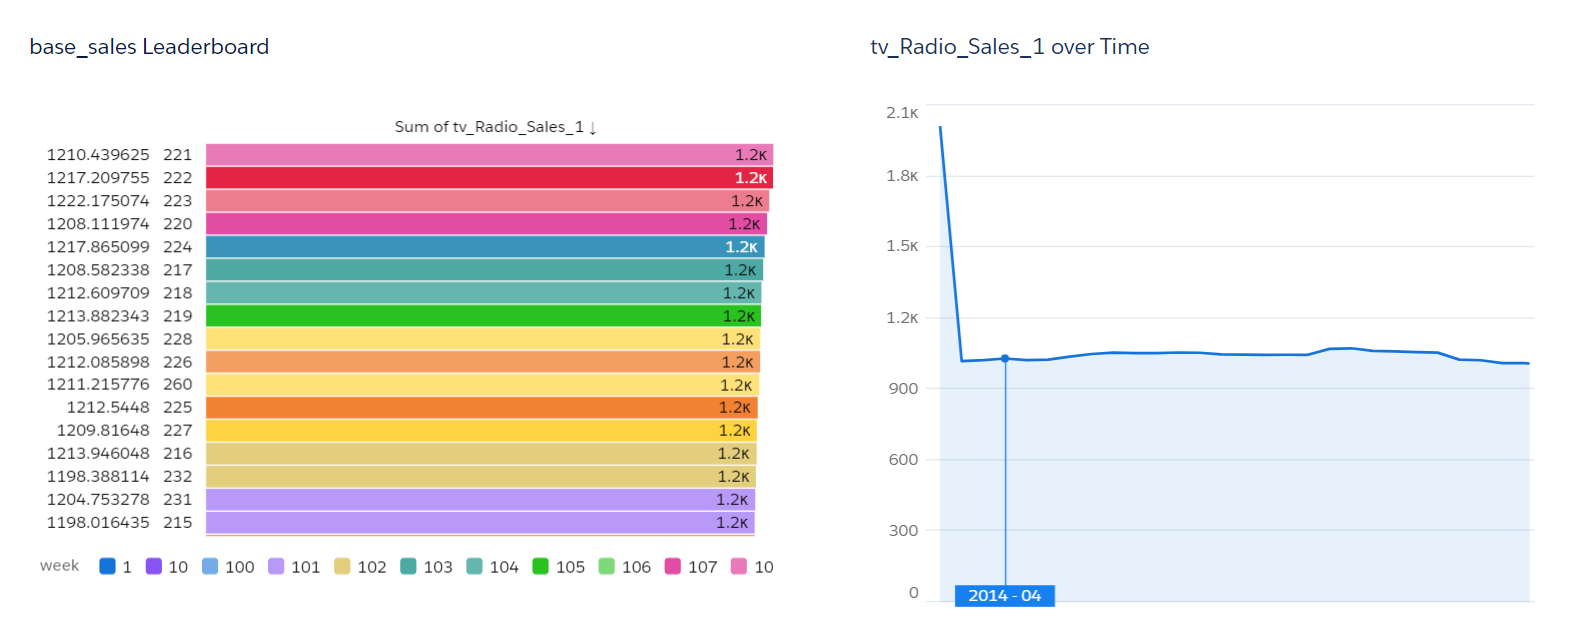 base_sales Leaderboard
Sum of tv_Radio_Sales_1 ↓
1210.439625 221 1.2K
1217.209755 222 1.2K
1222.175074 223 1.2K
1208.111974 220 1.2K
1217.865099 224 1.2K
1208.582338 217 1.2K
1212.609709 218 1.2K
1213.882343 219 1.2K
1205.965635 228 1.2K
1212.085898 226 1.2K
1211.215776 260 1.2K
1212.5448 225 1.2K
1209.81648 227 1.2K
1213.946048 216 1.2K
1198.388114 232 1.2K
1204.753278 231 1.2K
1198.016435 215 1.2K
week 1 10 100 101 102 103 104 105 106 107 10
tv_Radio_Sales_1 over Time
2.1K
1.8K
1.5K
1.2K
900
600
300
0
2014 - 04